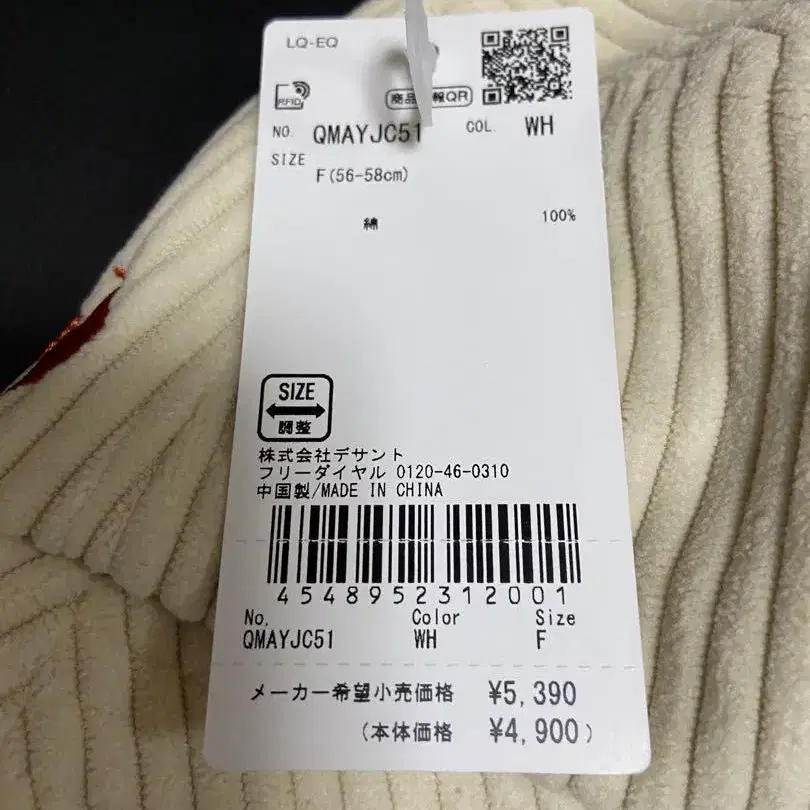 LQ-EQ
RFID
商品 報QR
NO. QMAYJC51 COL. WH
SIZE
F(56-58cm)
綿 100%
SIZE
調整
株式会社デサント
フリーダイヤル 0120-46-0310
中国製/MADE IN CHINA
4548952312001
No. Color Size
QMAYJC51 WH F
メーカー希望小売価格 ¥5,390
(本体価格 ¥4,900)